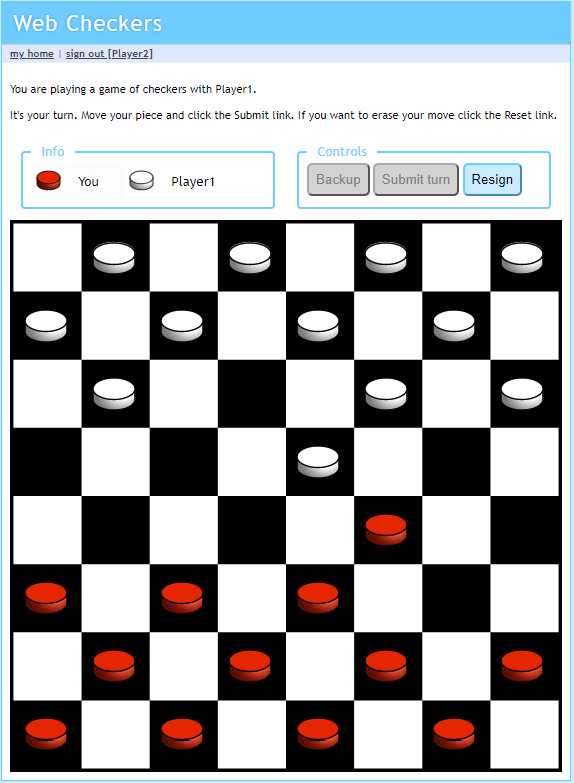 Web Checkers
my home | sign out [Player2]
You are playing a game of checkers with Player1.
It's your turn. Move your piece and click the Submit link. If you want to erase your move click the Reset link.
Info
You Player1
Controls
Backup Submit turn Resign